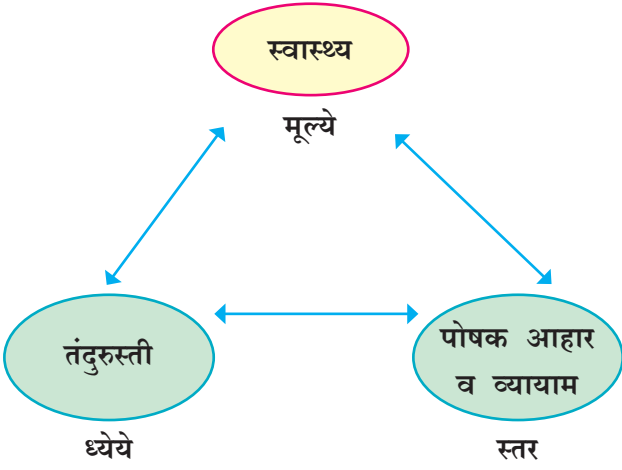 स्वास्थ्य
मूल्ये
तंदुरुस्ती
ध्येये
पोषक आहार
व व्यायाम
स्तर